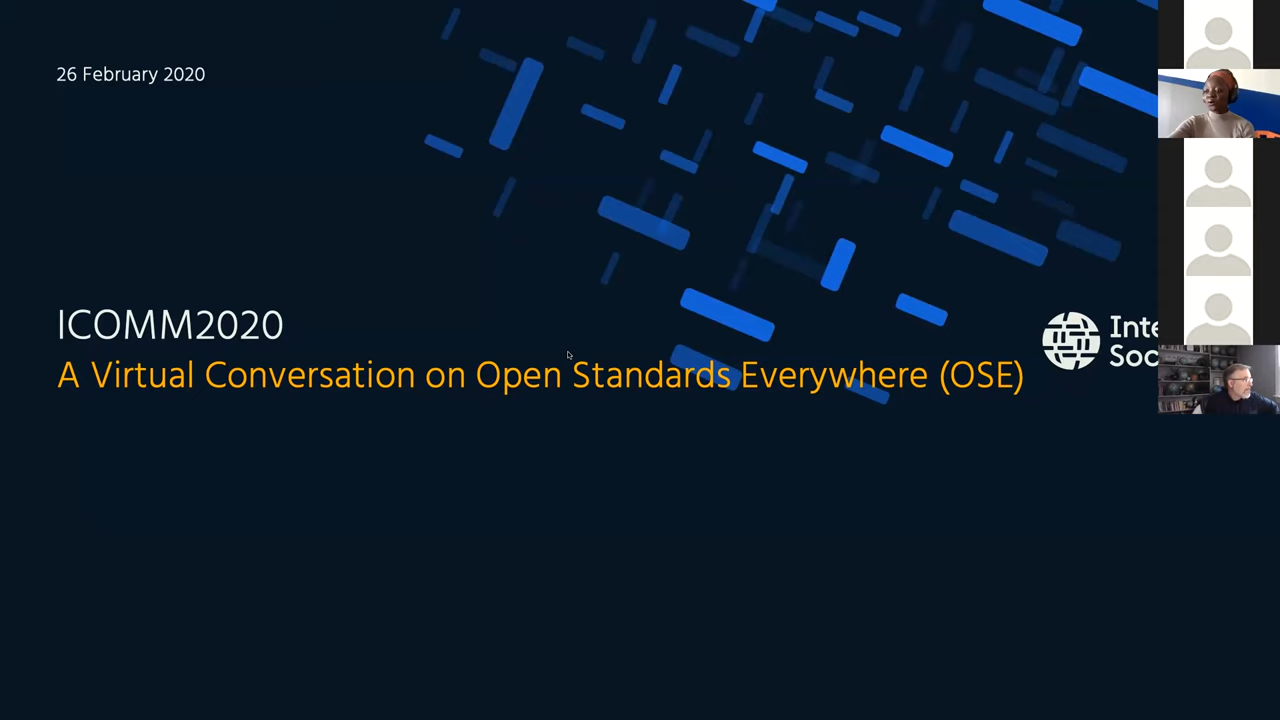 26 February 2020
ICOMM2020
A Virtual Conversation on Open Standards Everywhere (OSE)
Inte
Soc